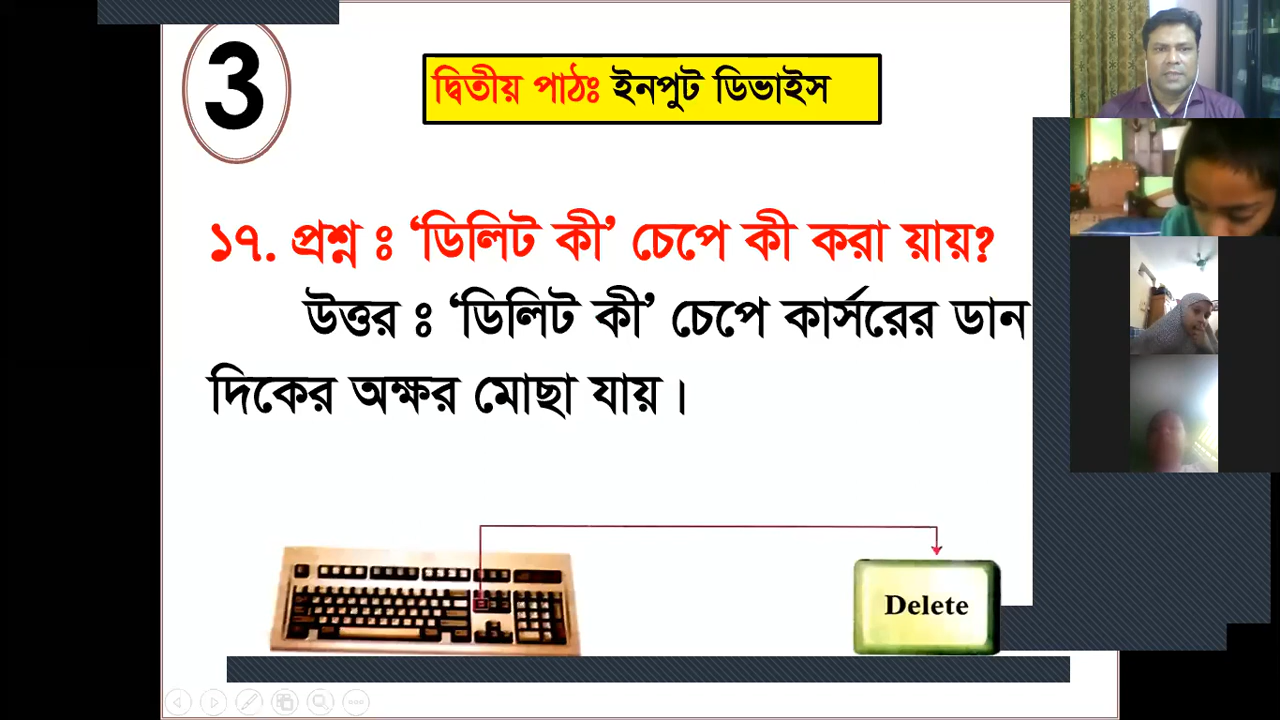 3
দ্বিতীয় পাঠঃ ইনপুট ডিভাইস
১৭. প্রশ্ন ঃ ‘ডিলিট কী’ চেপে কী করা য়ায়?
উত্তর ঃ ‘ডিলিট কী’ চেপে কার্সরের ডান
দিকের অক্ষর মোছা যায়।
Delete